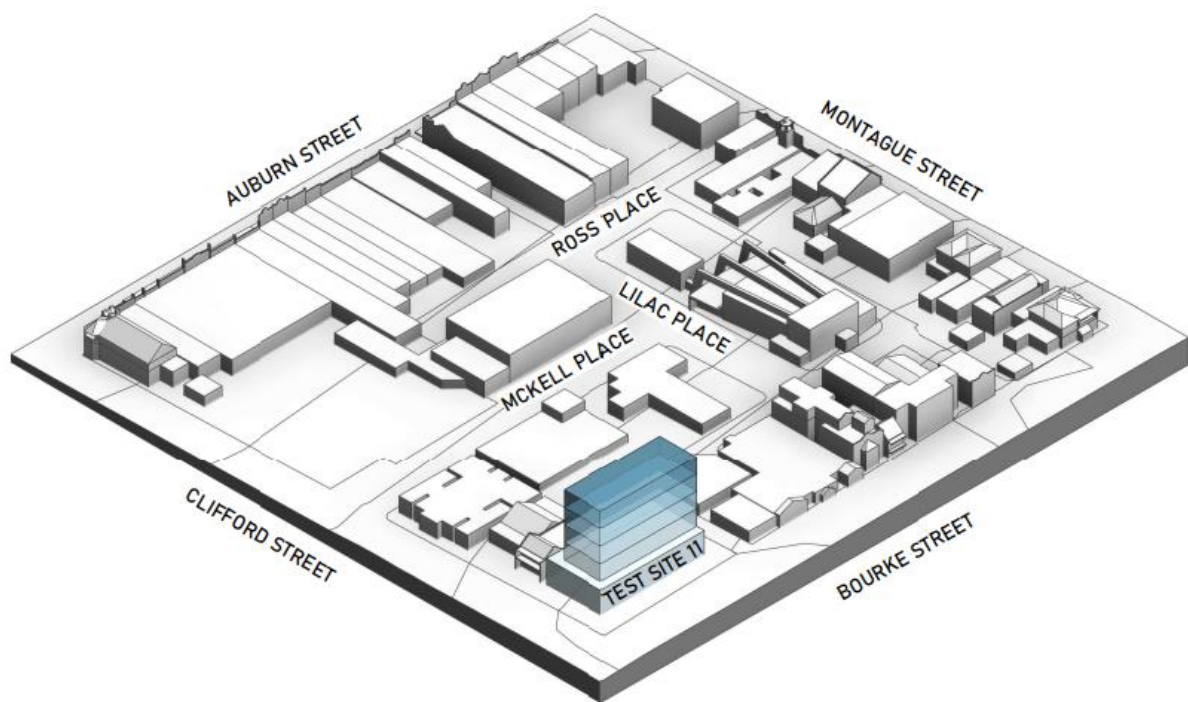 AUBURN STREET
MONTAGUE STREET
ROSS PLACE
LILAC PLACE
MCKELL PLACE
CLIFFORD STREET
TEST SITE 11
BOURKE STREET